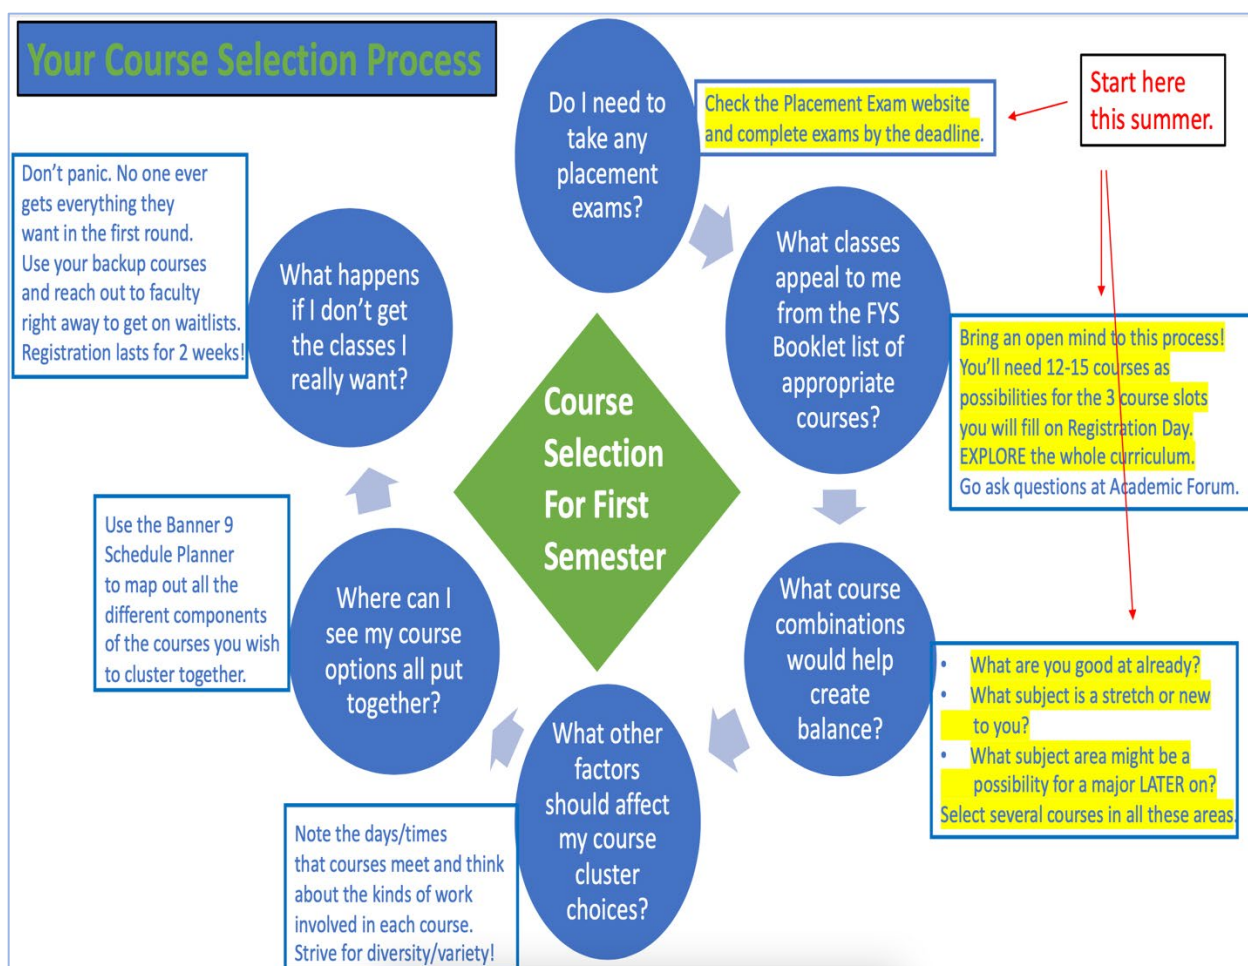 Your Course Selection Process
Do I need to
take any
placement
exams?
Check the Placement Exam website
and complete exams by the deadline.
Start here
this summer.
What classes
appeal to me
from the FYS
Booklet list of
appropriate
courses?
Bring an open mind to this process!
You'll need 12-15 courses as
possibilities for the 3 course slots
you will fill on Registration Day.
EXPLORE the whole curriculum.
Go ask questions at Academic Forum.
What course
combinations
would help
create
balance?
• What are you good at already?
• What subject is a stretch or new
to you?
• What subject area might be a
possibility for a major LATER on?
Select several courses in all these areas.
What other
factors
should affect
my course
cluster
choices?
Note the days/times
that courses meet and think
about the kinds of work
involved in each course.
Strive for diversity/variety!
Where can I
see my course
options all put
together?
Use the Banner 9
Schedule Planner
to map out all the
different components
of the courses you wish
to cluster together.
What happens
if I don't get
the classes I
really want?
Don't panic. No one ever
gets everything they
want in the first round.
Use your backup courses
and reach out to faculty
right away to get on waitlists.
Registration lasts for 2 weeks!
Course
Selection
For First
Semester